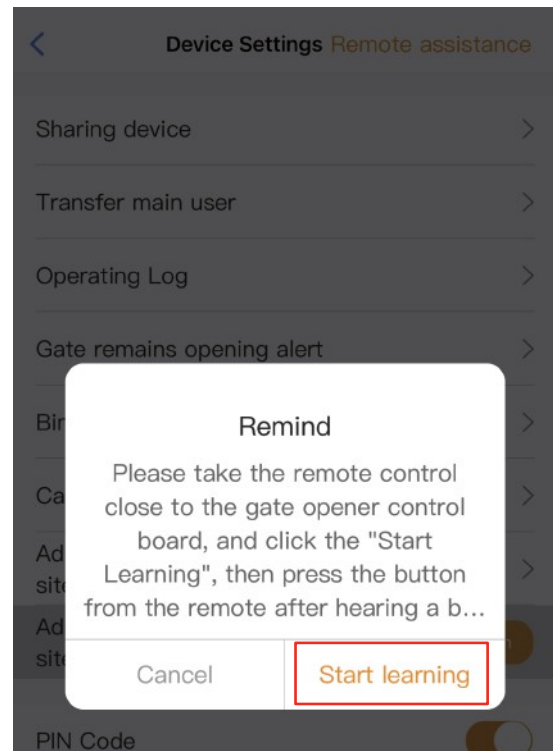 Device Settings Remote assistance
Sharing device
Transfer main user
Operating Log
Gate remains opening alert
Remind
Please take the remote control
close to the gate opener control
board, and click the "Start
Learning", then press the button
from the remote after hearing a b...
Cancel
Start learning
PIN Code